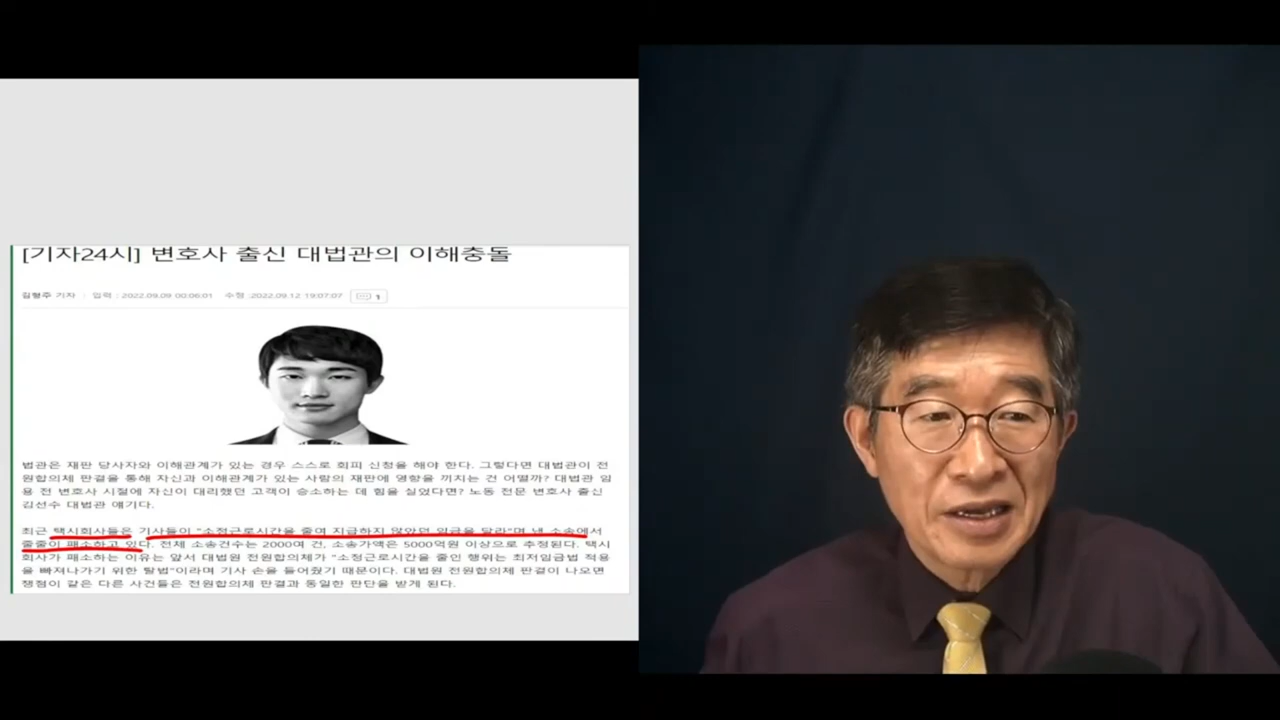 [기자24시] 변호사 출신 대법관의 이해충돌
김형주 기자 | 입력 : 2022.09.09 00:06:01 수정 : 2022.09.12 19:07:07 1
법관은 재판 당사자와 이해관계가 있는 경우 스스로 회피 신청을 해야 한다. 그렇다면 대법관이 전
원합의체 판결을 통해 자신과 이해관계가 있는 사람의 재판에 영향을 끼치는 건 어떨까? 대법관 임
용 전 변호사 시절에 자신이 대리했던 고객이 승소하는 데 힘을 실었다면? 노동 전문 변호사 출신
김선수 대법관 얘기다.
최근 택시회사들은 기사들이 "소정근로시간을 줄여 지급하지 않았던 임금을 달라"며 낸 소송에서
줄줄이 패소하고 있다. 전체 소송건수는 2000여 건, 소송가액은 5000억원 이상으로 추정된다. 택시
회사가 패소하는 이유는 앞서 대법원 전원합의체가 "소정근로시간을 줄인 행위는 최저임금법 적용
을 빠져나가기 위한 탈법"이라며 기사 손을 들어줬기 때문이다. 대법원 전원합의체 판결이 나오면
쟁점이 같은 다른 사건들은 전원합의체 판결과 동일한 판단을 받게 된다.